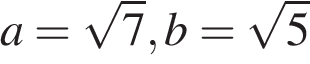 a = √7, b = √5